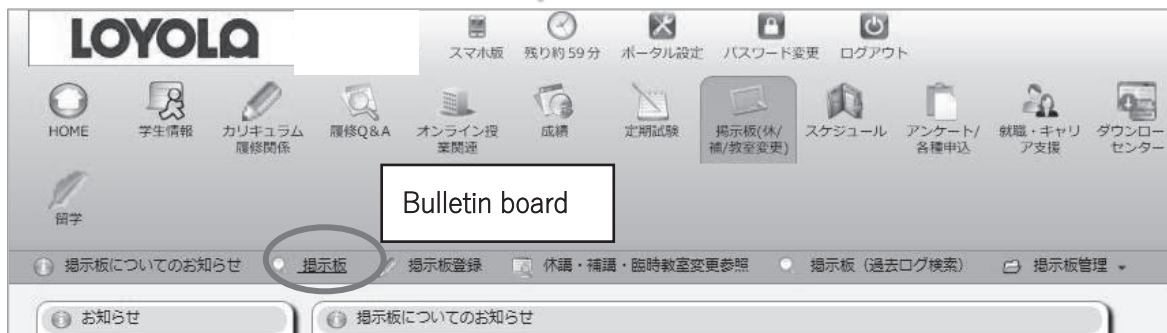 LOYOLA
スマホ版 残り約59分 ポータル設定 パスワード変更 ログアウト
HOME 学生情報 カリキュラム 履修Q&A オンライン授 成績 定期試験 掲示板(休/ スケジュール アンケート/ 就職・キャリ ダウンロー
履修関係 業関連 補/教室変更) 各種申込 ア支援 センター
Bulletin board
留学
掲示板についてのお知らせ 掲示板 掲示板登録 休講・補講・臨時教室変更参照 掲示板（過去ログ検索） 掲示板管理
お知らせ 掲示板についてのお知らせ